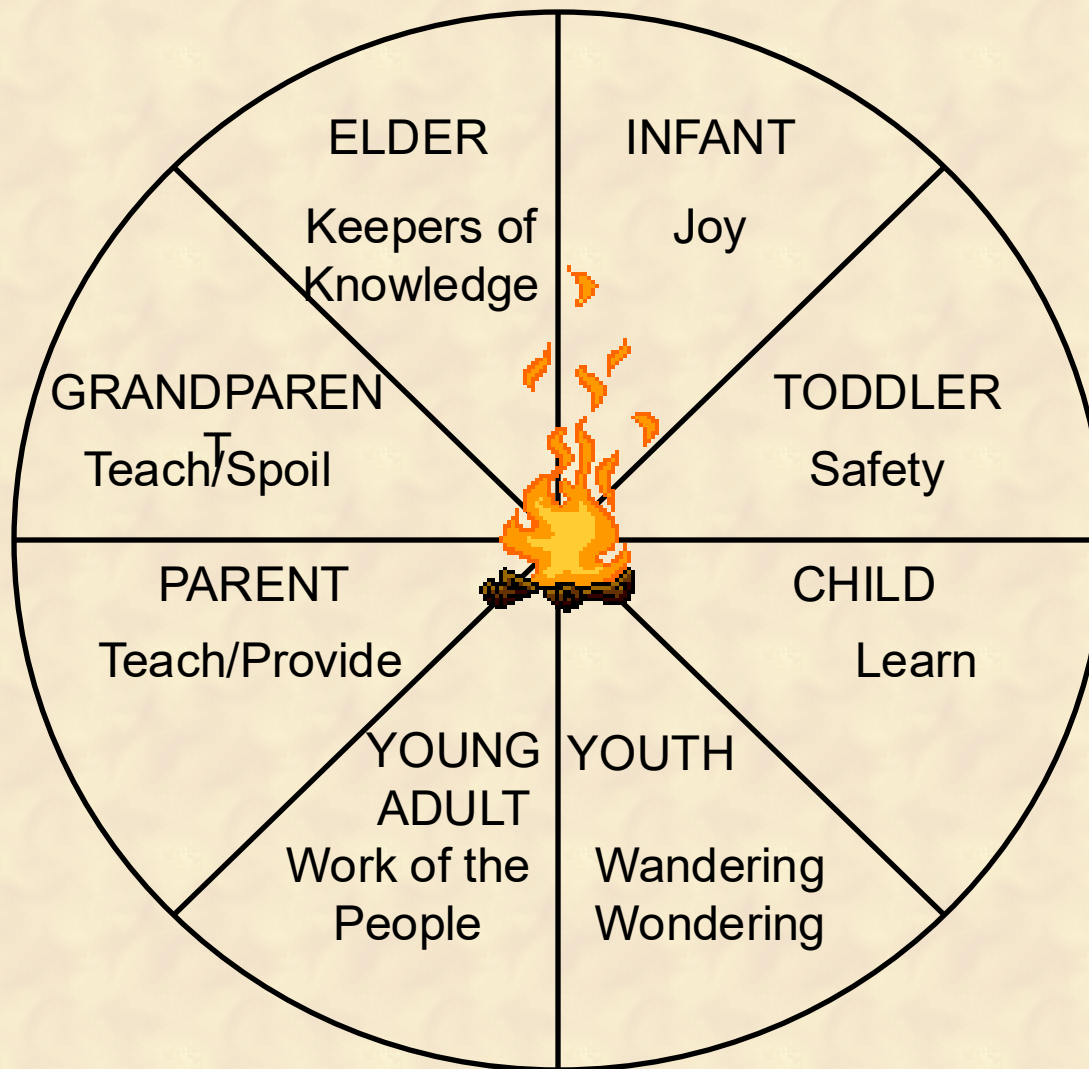 ELDER
Keepers of
Knowledge
INFANT
Joy
TODDLER
Safety
CHILD
Learn
YOUTH
Wandering
Wondering
YOUNG
ADULT
Work of the
People
PARENT
Teach/Provide
GRANDPAREN
T
Teach/Spoil